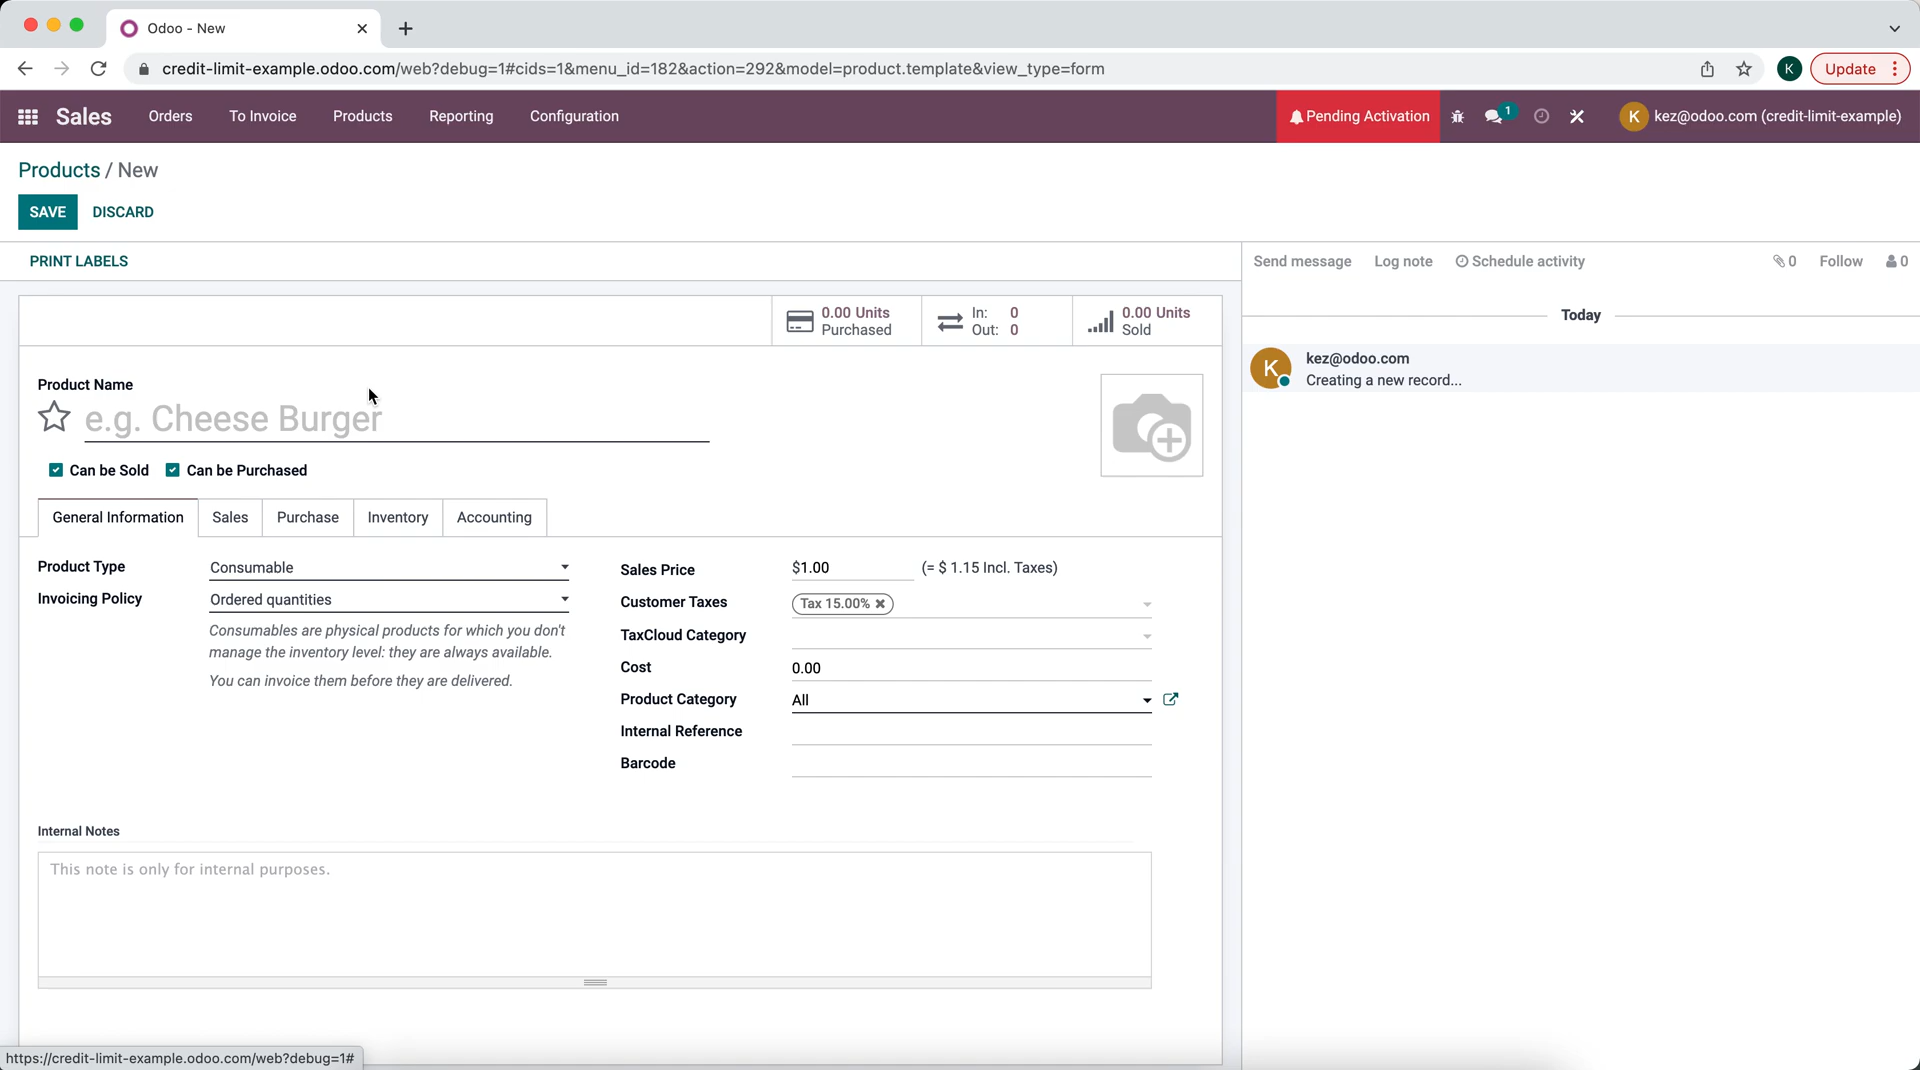 Odoo - New
credit-limit-example.odoo.com/web?debug=1#cids=1&menu_id=182&action=292&model=product.template&view_type=form
K
Update
Sales
Orders
To Invoice
Products
Reporting
Configuration
Pending Activation
1
K
kez@odoo.com (credit-limit-example)
Products / New
SAVE
DISCARD
PRINT LABELS
Send message
Log note
Schedule activity
0
Follow
0
0.00 Units
Purchased
In: 0
Out: 0
0.00 Units
Sold
Today
K
kez@odoo.com
Creating a new record...
Product Name
e.g. Cheese Burger
Can be Sold
Can be Purchased
General Information
Sales
Purchase
Inventory
Accounting
Product Type
Consumable
Invoicing Policy
Ordered quantities
Consumables are physical products for which you don't
manage the inventory level: they are always available.
You can invoice them before they are delivered.
Sales Price
$1.00
(= $ 1.15 Incl. Taxes)
Customer Taxes
Tax 15.00%
TaxCloud Category
Cost
0.00
Product Category
All
Internal Reference
Barcode
Internal Notes
This note is only for internal purposes.
https://credit-limit-example.odoo.com/web?debug=1#